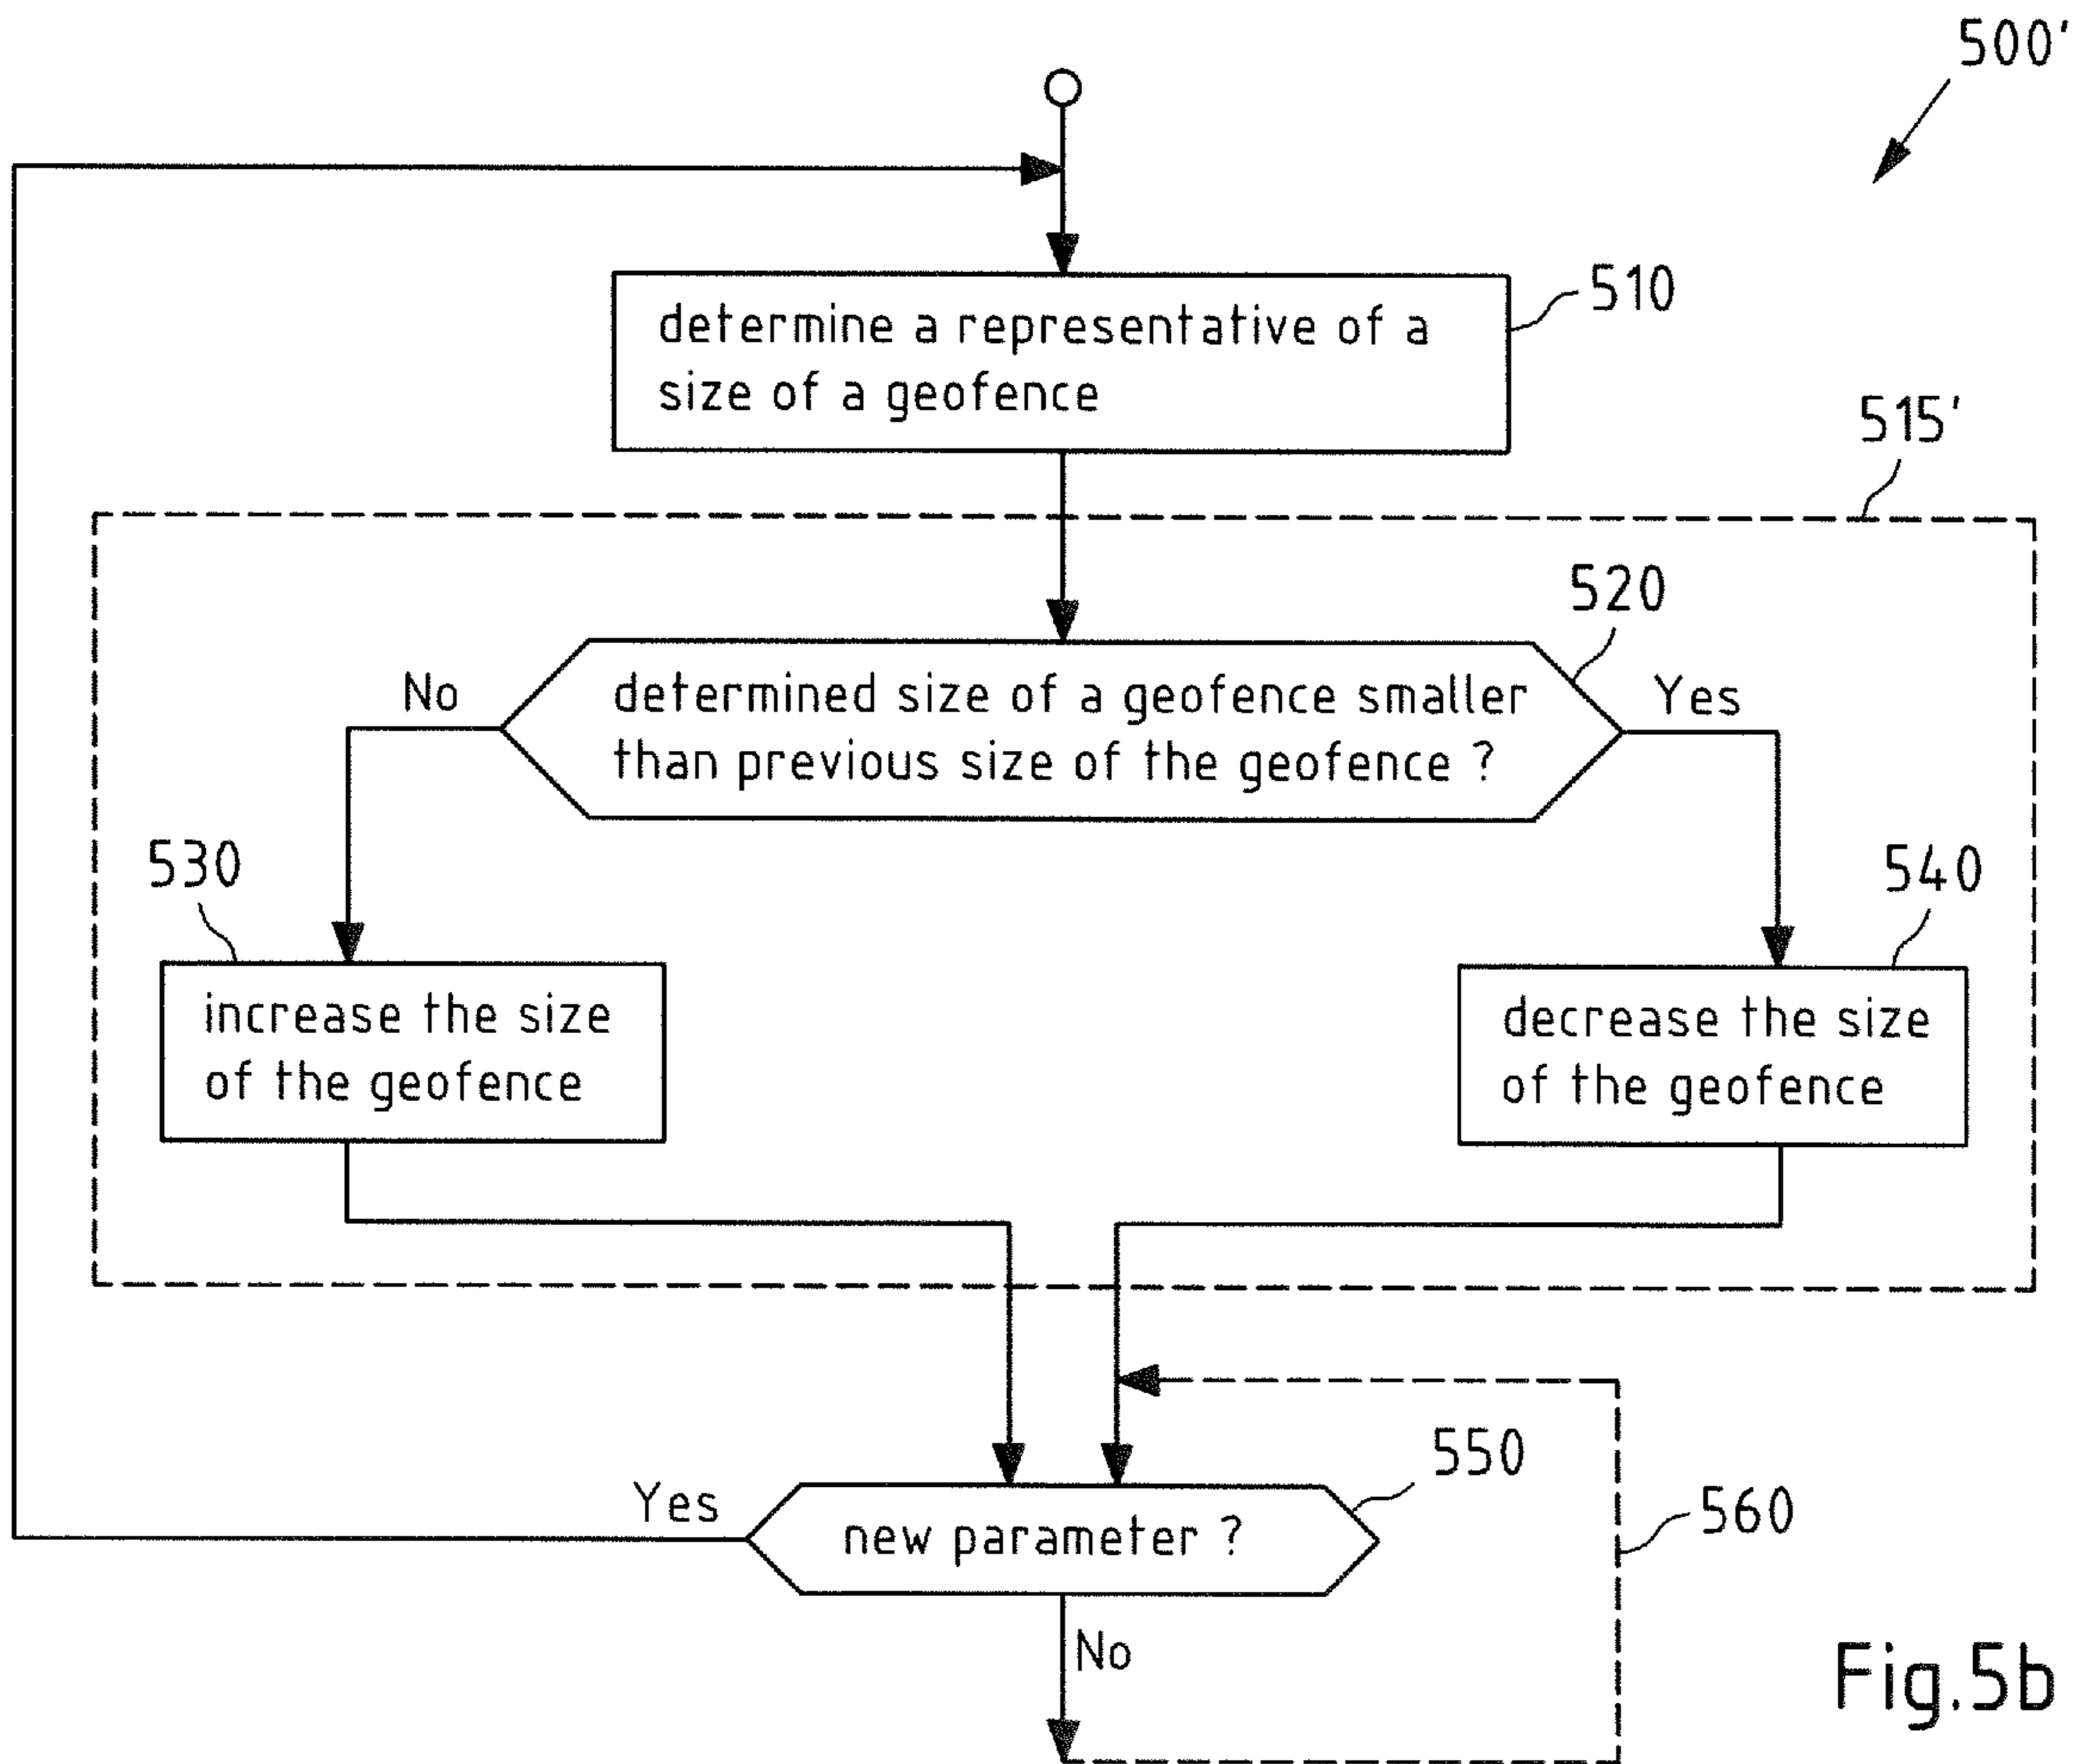 500'
determine a representative of a
size of a geofence
510
515'
520
No
determined size of a geofence smaller
than previous size of the geofence ?
Yes
530
540
increase the size
of the geofence
decrease the size
of the geofence
550
Yes
new parameter ?
560
No
Fig.5b